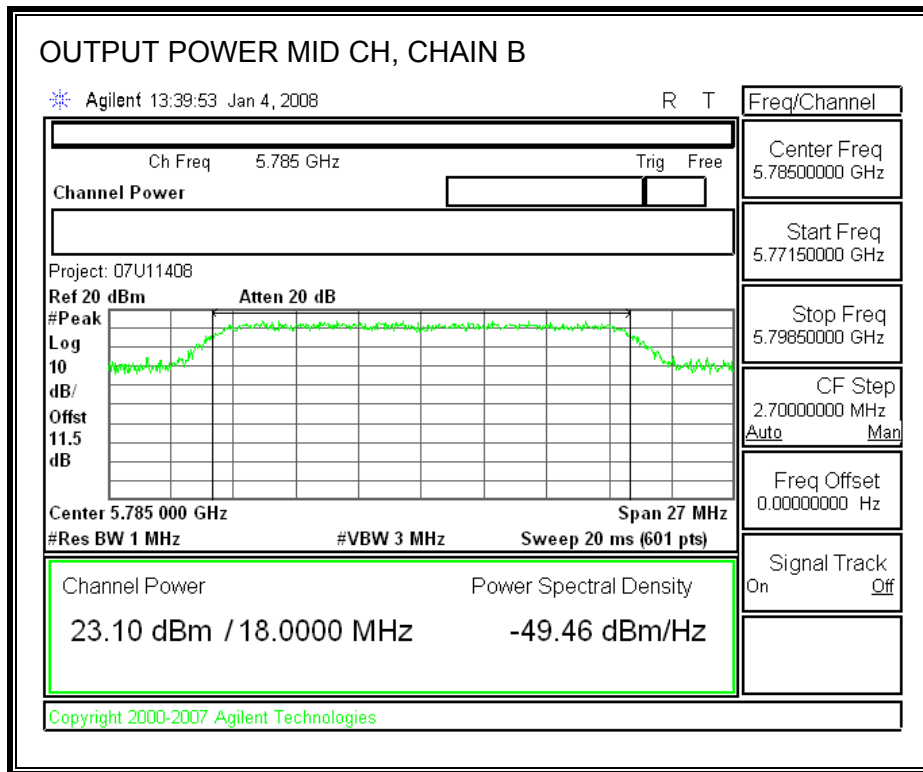 OUTPUT POWER MID CH, CHAIN B
Agilent 13:39:53 Jan 4, 2008 R T
Freq/Channel
Ch Freq 5.785 GHz Trig Free
Channel Power
Center Freq
5.78500000 GHz
Start Freq
5.77150000 GHz
Stop Freq
5.79850000 GHz
CF Step
2.70000000 MHz
Auto Man
Freq Offset
0.00000000 Hz
Signal Track
On Off
Project: 07U11408
Ref 20 dBm Atten 20 dB
#Peak
Log
10
dB/
Offst
11.5
dB
Center 5.785 000 GHz Span 27 MHz
#Res BW 1 MHz #VBW 3 MHz Sweep 20 ms (601 pts)
Channel Power Power Spectral Density
23.10 dBm / 18.0000 MHz -49.46 dBm/Hz
Copyright 2000-2007 Agilent Technologies